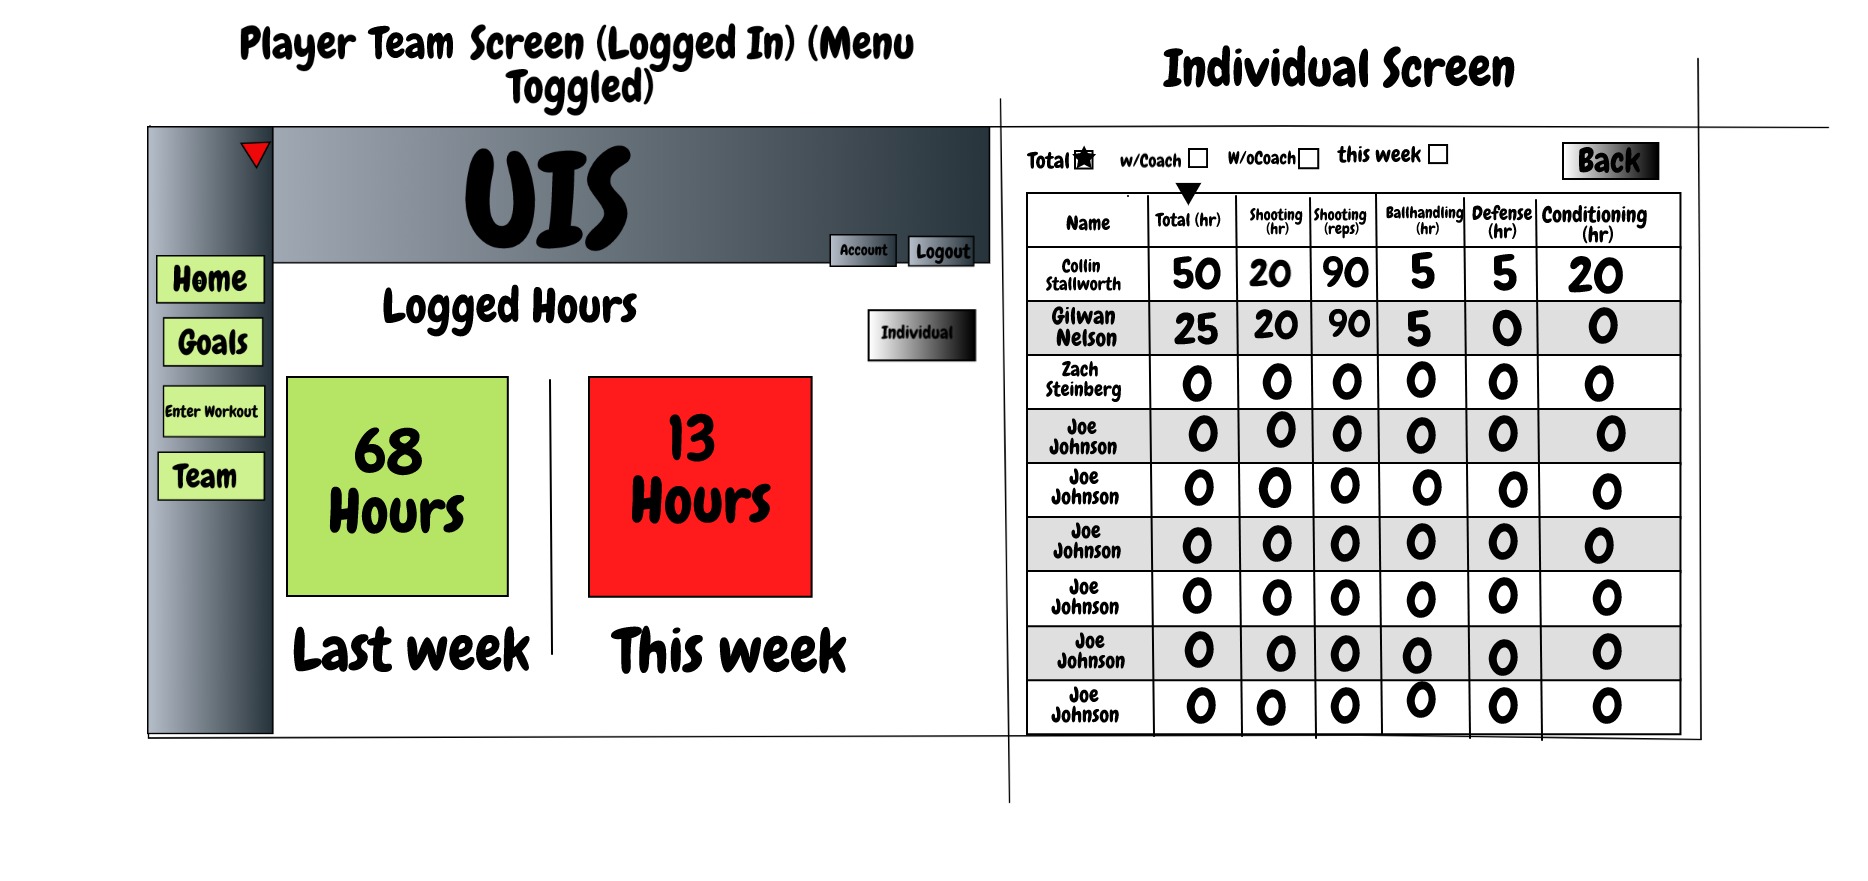 Player Team Screen (Logged In) (Menu
Toggled)
UIS
Account
Logout
Home
Goals
Enter Workout
Team
Logged Hours
Individual
68
Hours
13
Hours
Last week
This week
Individual Screen
Total w/Coach W/oCoach this week
Back
Name Total (hr) Shooting (hr) Shooting (reps) Ballhandling (hr) Defense (hr) Conditioning (hr)
Collin Stallworth 50 20 90 5 5 20
Gilwan Nelson 25 20 90 5 0 0
Zach Steinberg 0 0 0 0 0 0
Joe Johnson 0 0 0 0 0 0
Joe Johnson 0 0 0 0 0 0
Joe Johnson 0 0 0 0 0 0
Joe Johnson 0 0 0 0 0 0
Joe Johnson 0 0 0 0 0 0
Joe Johnson 0 0 0 0 0 0